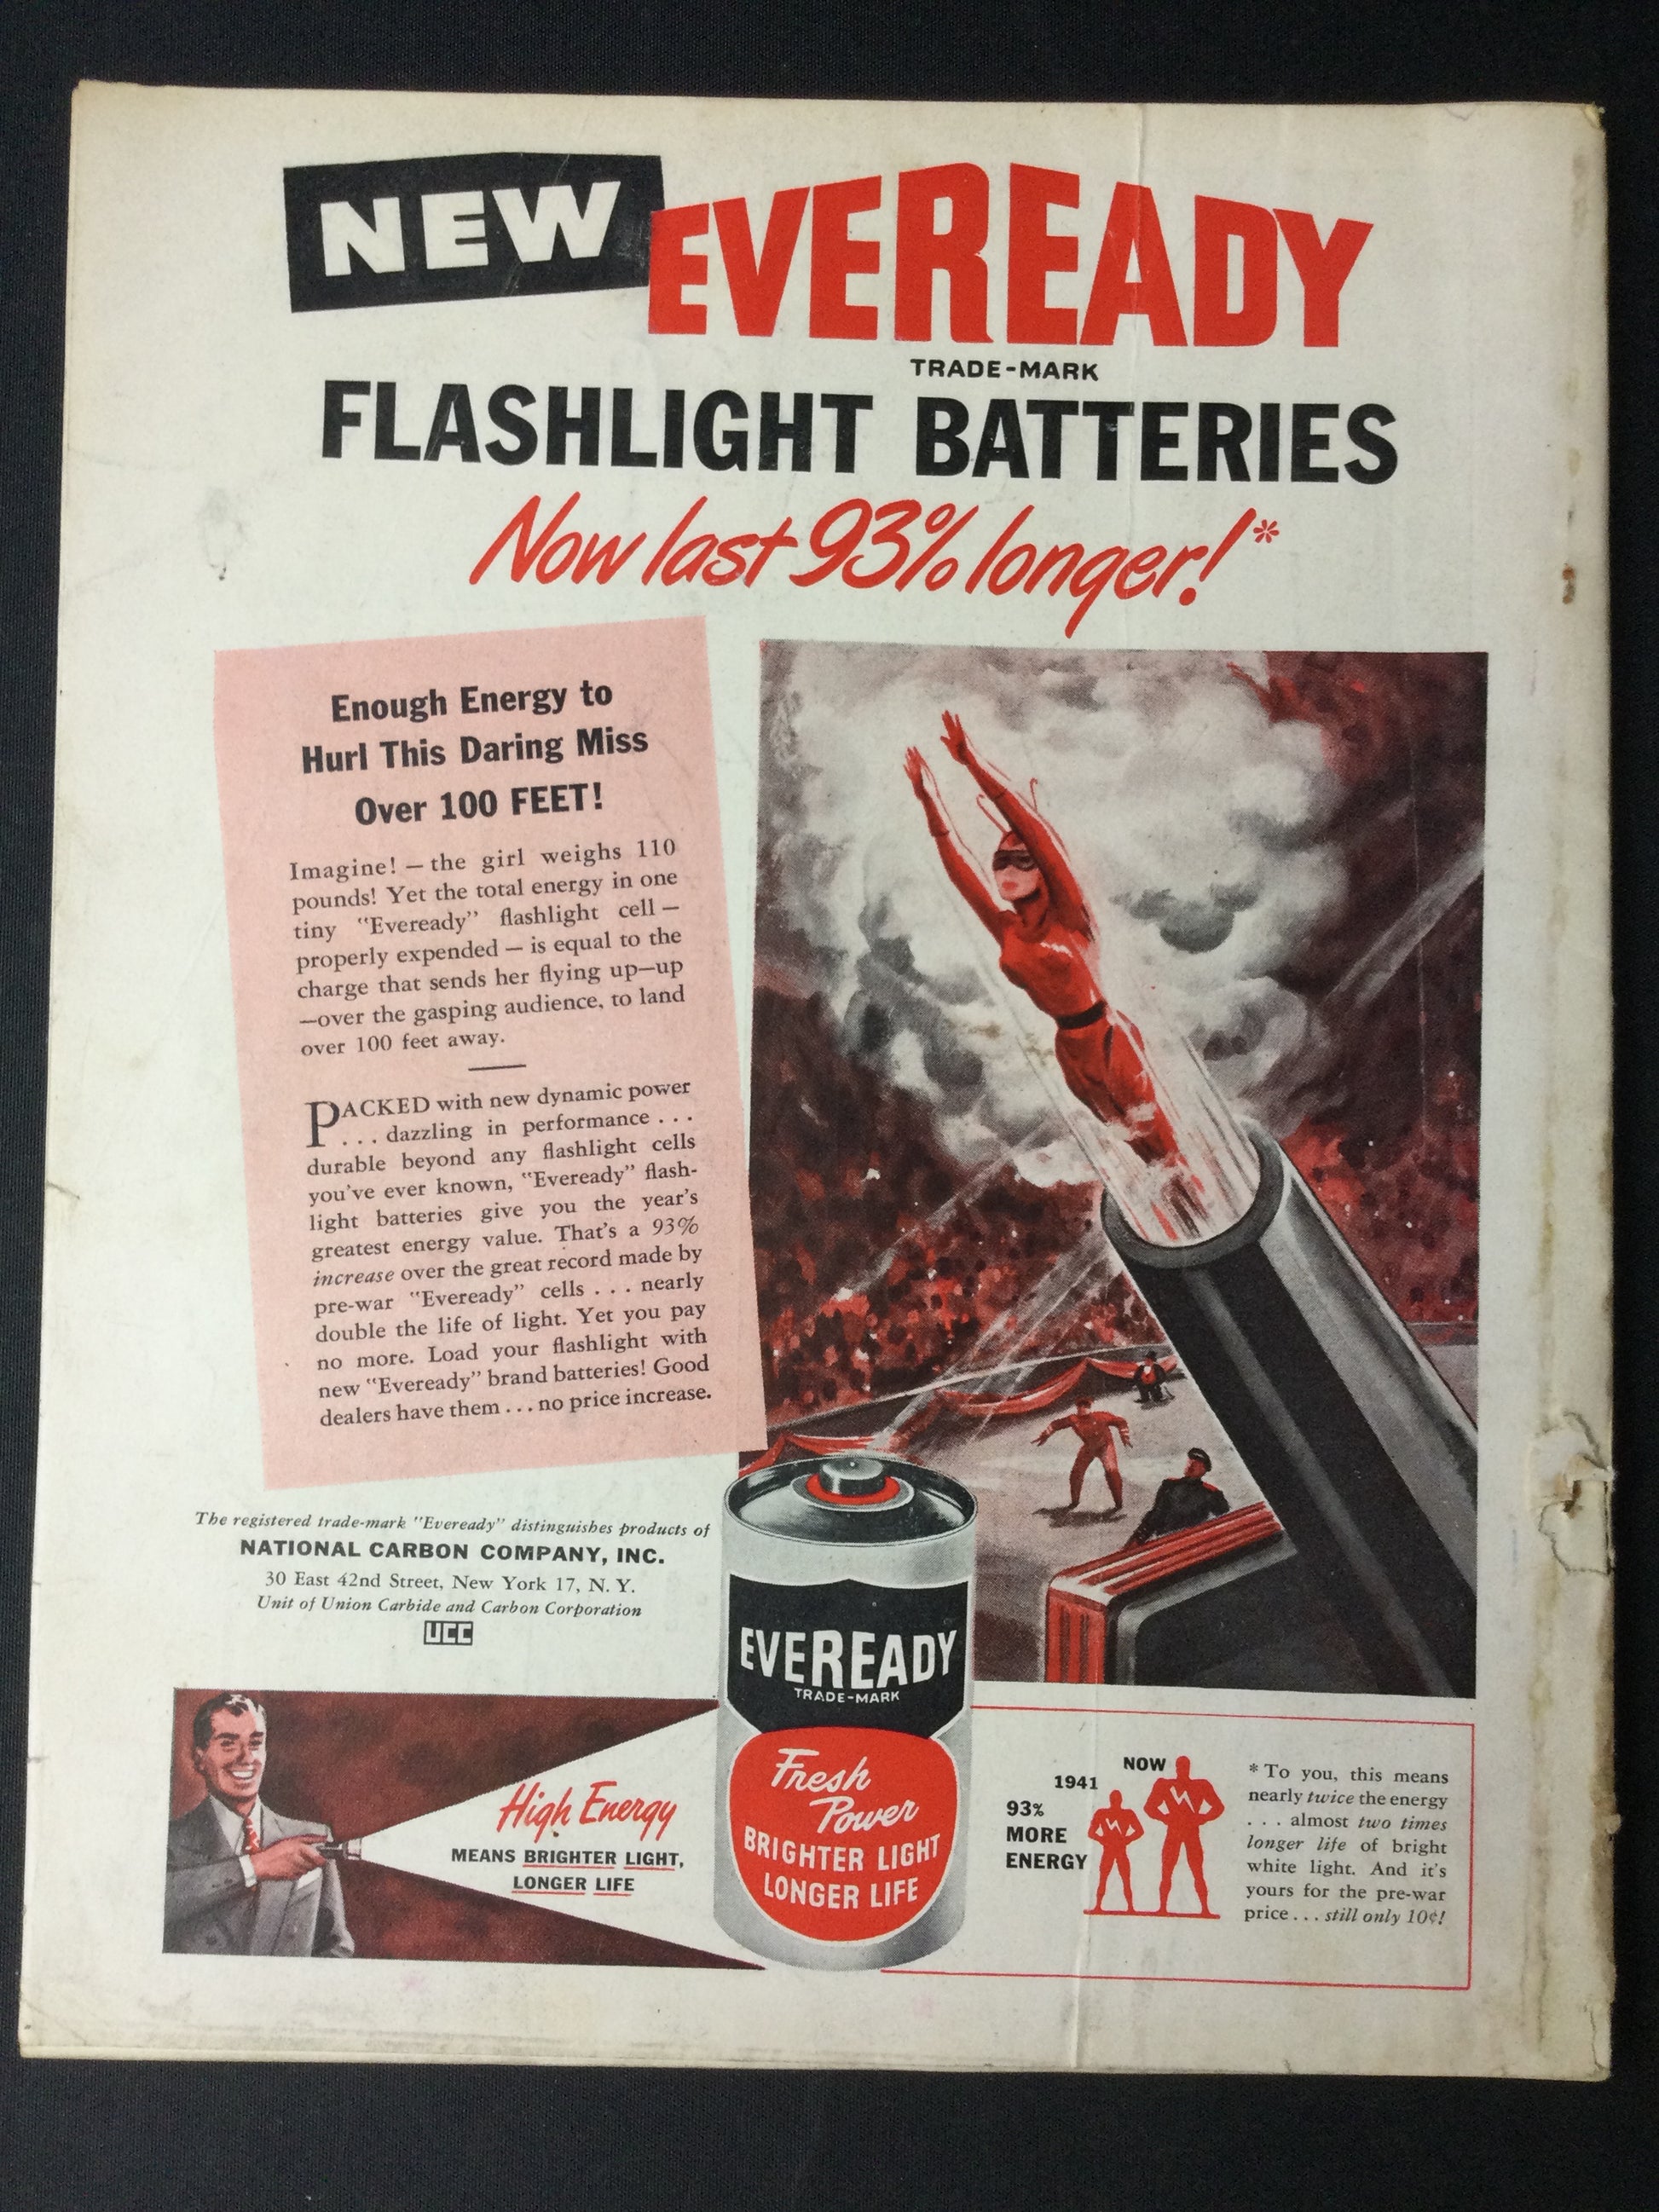 NEW EVEREADY
TRADE-MARK
FLASHLIGHT BATTERIES
Now last 93% longer!*
Enough Energy to
Hurl This Daring Miss
Over 100 FEET!
Imagine! — the girl weighs 110
pounds! Yet the total energy in one
tiny "Eveready" flashlight cell —
properly expended — is equal to the
charge that sends her flying up—up
—over the gasping audience, to land
over 100 feet away.
PACKED with new dynamic power
. . . dazzling in performance . . .
durable beyond any flashlight cells
you've ever known, "Eveready" flash-
light batteries give you the year's
greatest energy value. That's a 93%
increase over the great record made by
pre-war "Eveready" cells . . . nearly
double the life of light. Yet you pay
no more. Load your flashlight with
new "Eveready" brand batteries! Good
dealers have them . . . no price increase.
The registered trade-mark "Eveready" distinguishes products of
NATIONAL CARBON COMPANY, INC.
30 East 42nd Street, New York 17, N. Y.
Unit of Union Carbide and Carbon Corporation
UCC
High Energy
MEANS BRIGHTER LIGHT,
LONGER LIFE
EVEREADY
TRADE-MARK
Fresh
Power
BRIGHTER LIGHT
LONGER LIFE
NOW
1941
93%
MORE
ENERGY
* To you, this means
nearly twice the energy
. . . almost two times
longer life of bright
white light. And it's
yours for the pre-war
price . . . still only 10¢!